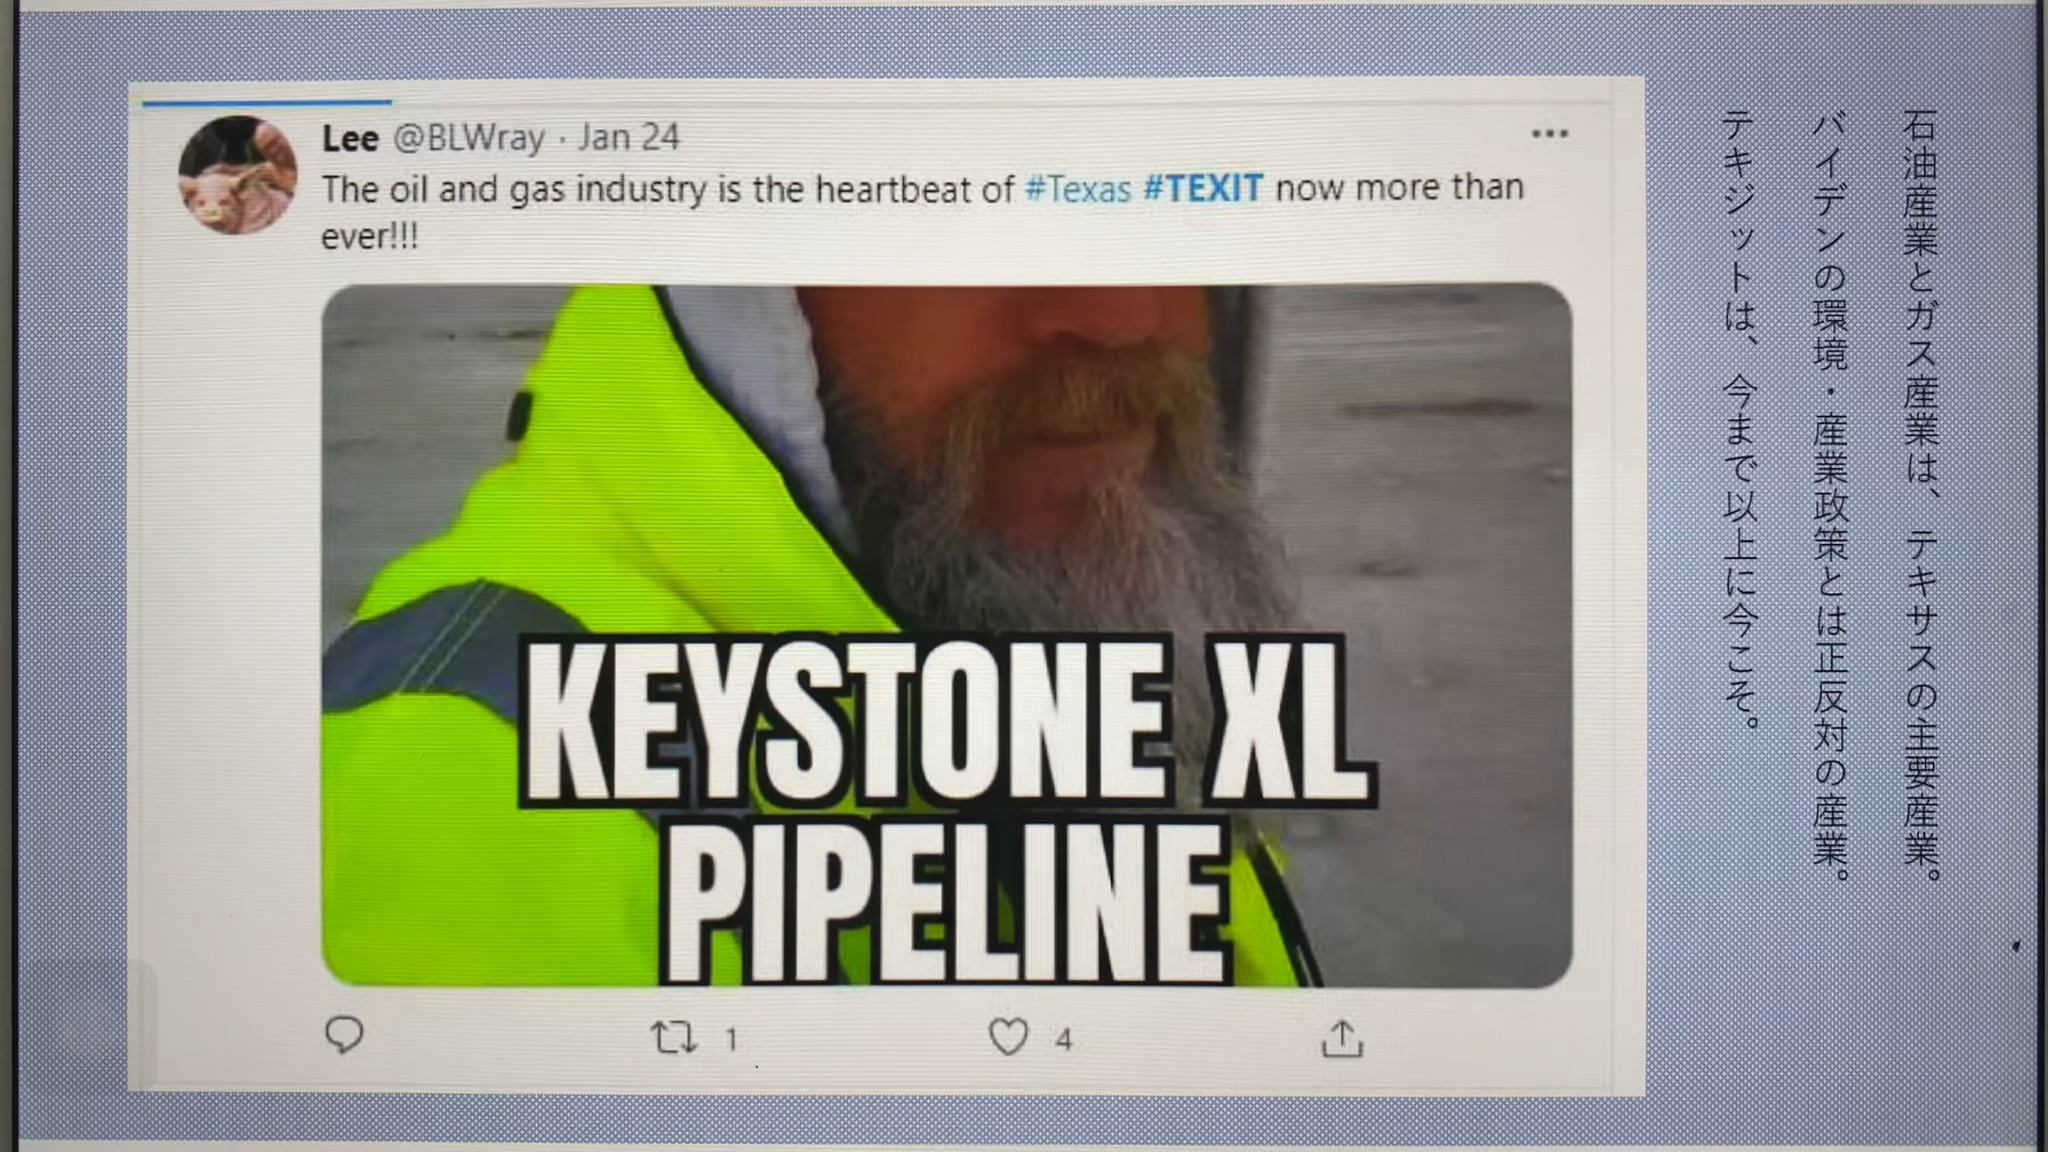 Lee @BLWray · Jan 24
The oil and gas industry is the heartbeat of #Texas #TEXIT now more than
ever!!!
KEYSTONE XL
PIPELINE
1
4
石油産業とガス産業は、テキサスの主要産業。
バイデンの環境・産業政策とは正反対の産業。
テキジットは、今まで以上に今こそ。